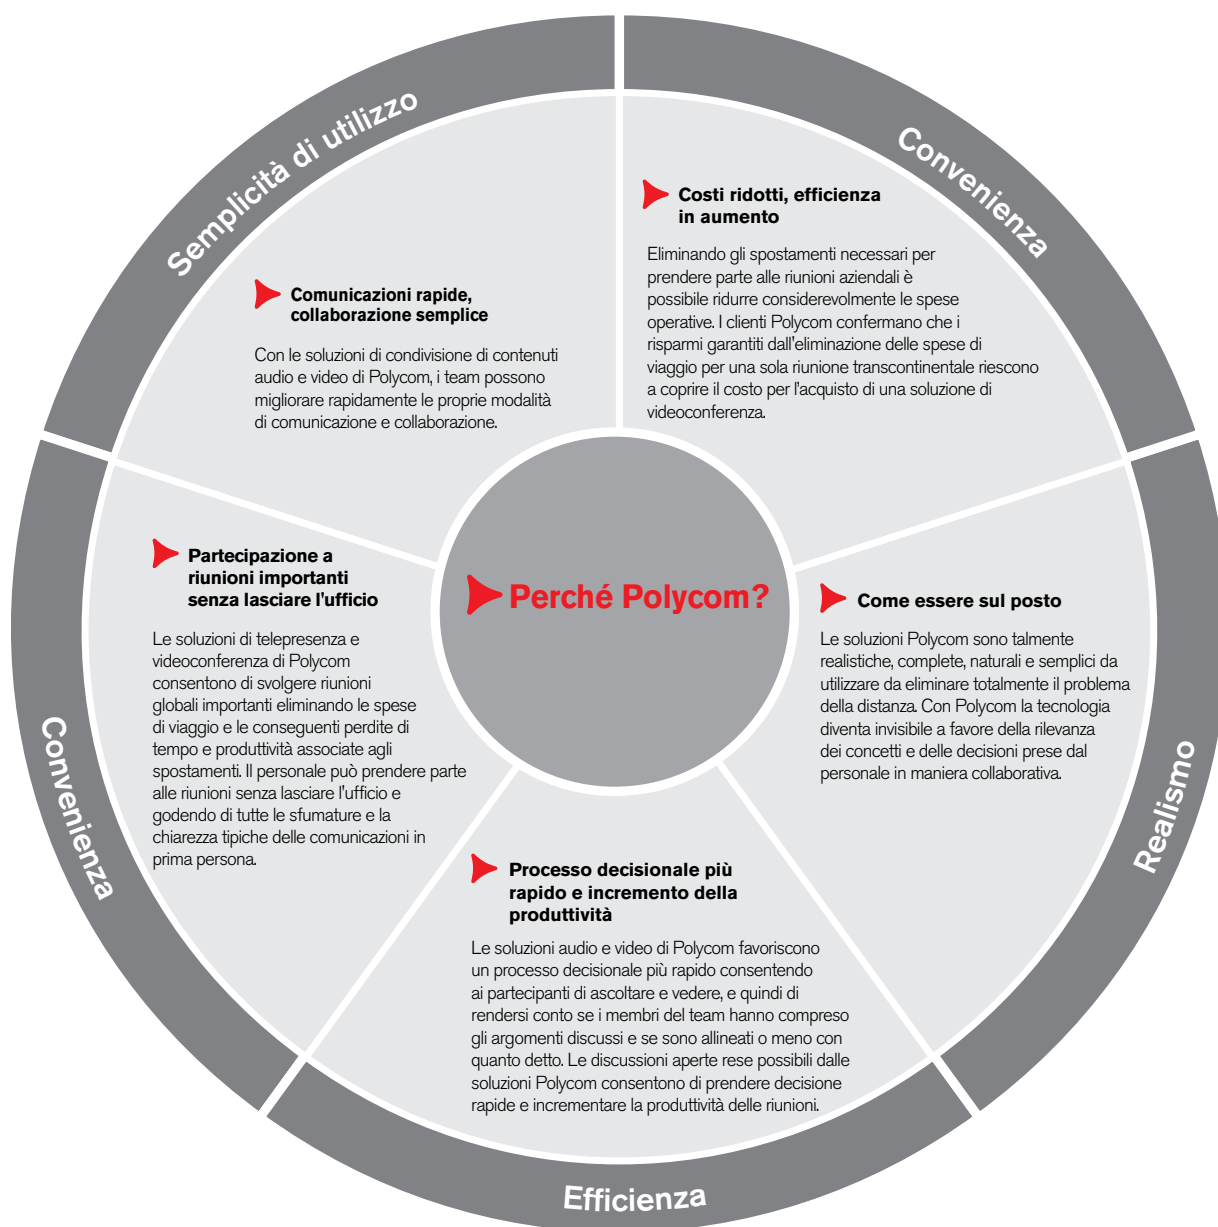 Semplicità di utilizzo
Convenienza
Costi ridotti, efficienza
in aumento
Eliminando gli spostamenti necessari per
prendere parte alle riunioni aziendali è
possibile ridurre considerevolmente le spese
operative. I clienti Polycom confermano che i
risparmi garantiti dall'eliminazione delle spese di
viaggio per una sola riunione transcontinentale riescono
a coprire il costo per l'acquisto di una soluzione di
videoconferenza.
Comunicazioni rapide,
collaborazione semplice
Con le soluzioni di condivisione di contenuti
audio e video di Polycom, i team possono
migliorare rapidamente le proprie modalità
di comunicazione e collaborazione.
Partecipazione a
riunioni importanti
senza lasciare l'ufficio
Le soluzioni di telepresenza e
videoconferenza di Polycom
consentono di svolgere riunioni
globali importanti eliminando le spese
di viaggio e le conseguenti perdite di
tempo e produttività associate agli
spostamenti. Il personale può prendere parte
alle riunioni senza lasciare l'ufficio e
godendo di tutte le sfumature e la
chiarezza tipiche delle comunicazioni in
prima persona.
Convenienza
Perché Polycom?
Come essere sul posto
Le soluzioni Polycom sono talmente
realistiche, complete, naturali e semplici da
utilizzare da eliminare totalmente il problema
della distanza. Con Polycom la tecnologia
diventa invisibile a favore della rilevanza
dei concetti e delle decisioni prese dal
personale in maniera collaborativa.
Realismo
Processo decisionale più
rapido e incremento della
produttività
Le soluzioni audio e video di Polycom favoriscono
un processo decisionale più rapido consentendo
ai partecipanti di ascoltare e vedere, e quindi di
rendersi conto se i membri del team hanno compreso
gli argomenti discussi e se sono allineati o meno con
quanto detto. Le discussioni aperte rese possibili dalle
soluzioni Polycom consentono di prendere decisione
rapide e incrementare la produttività delle riunioni.
Efficienza